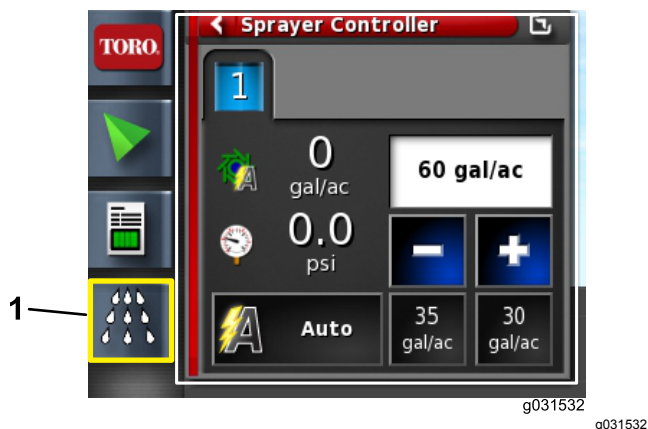 TORO.
Sprayer Controller
1
0
gal/ac
60 gal/ac
0.0
psi
A
Auto
35
gal/ac
30
gal/ac
1
g031532
g031532